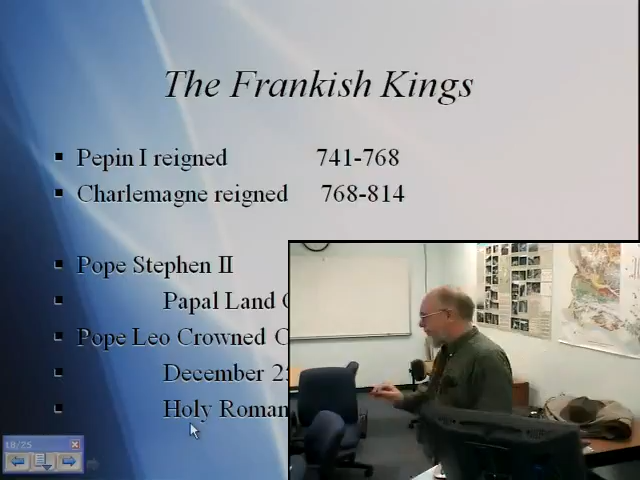 The Frankish Kings
Pepin I reigned 741-768
Charlemagne reigned 768-814
Pope Stephen II
Papal Land
Pope Leo Crowned
December
Holy Roman
18/25